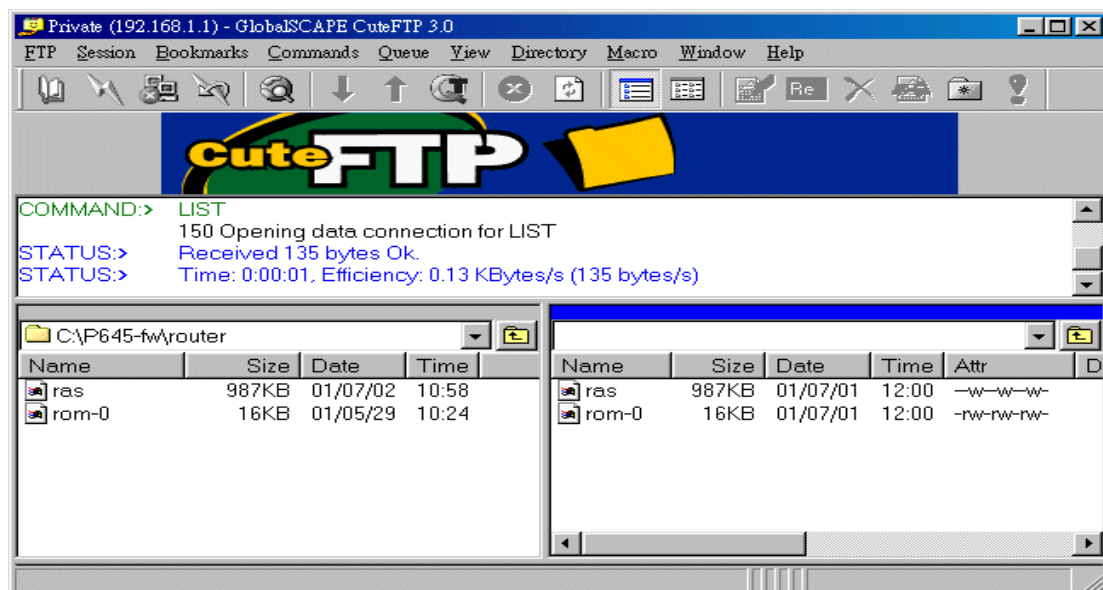 Private (192.168.1.1) - GlobalSCAPE CuteFTP 3.0
FTP Session Bookmarks Commands Queue View Directory Macro Window Help
Re
cute FTP
COMMAND:> LIST
150 Opening data connection for LIST
STATUS:> Received 135 bytes Ok.
STATUS:> Time: 0:00:01, Efficiency: 0.13 KBytes/s (135 bytes/s)
C:\P645-fw\router
Name Size Date Time
ras 987KB 01/07/02 10:58
rom-0 16KB 01/05/29 10:24
Name Size Date Time Attr D
ras 987KB 01/07/01 12:00 --w--w--w-
rom-0 16KB 01/07/01 12:00 -rw-rw-rw-